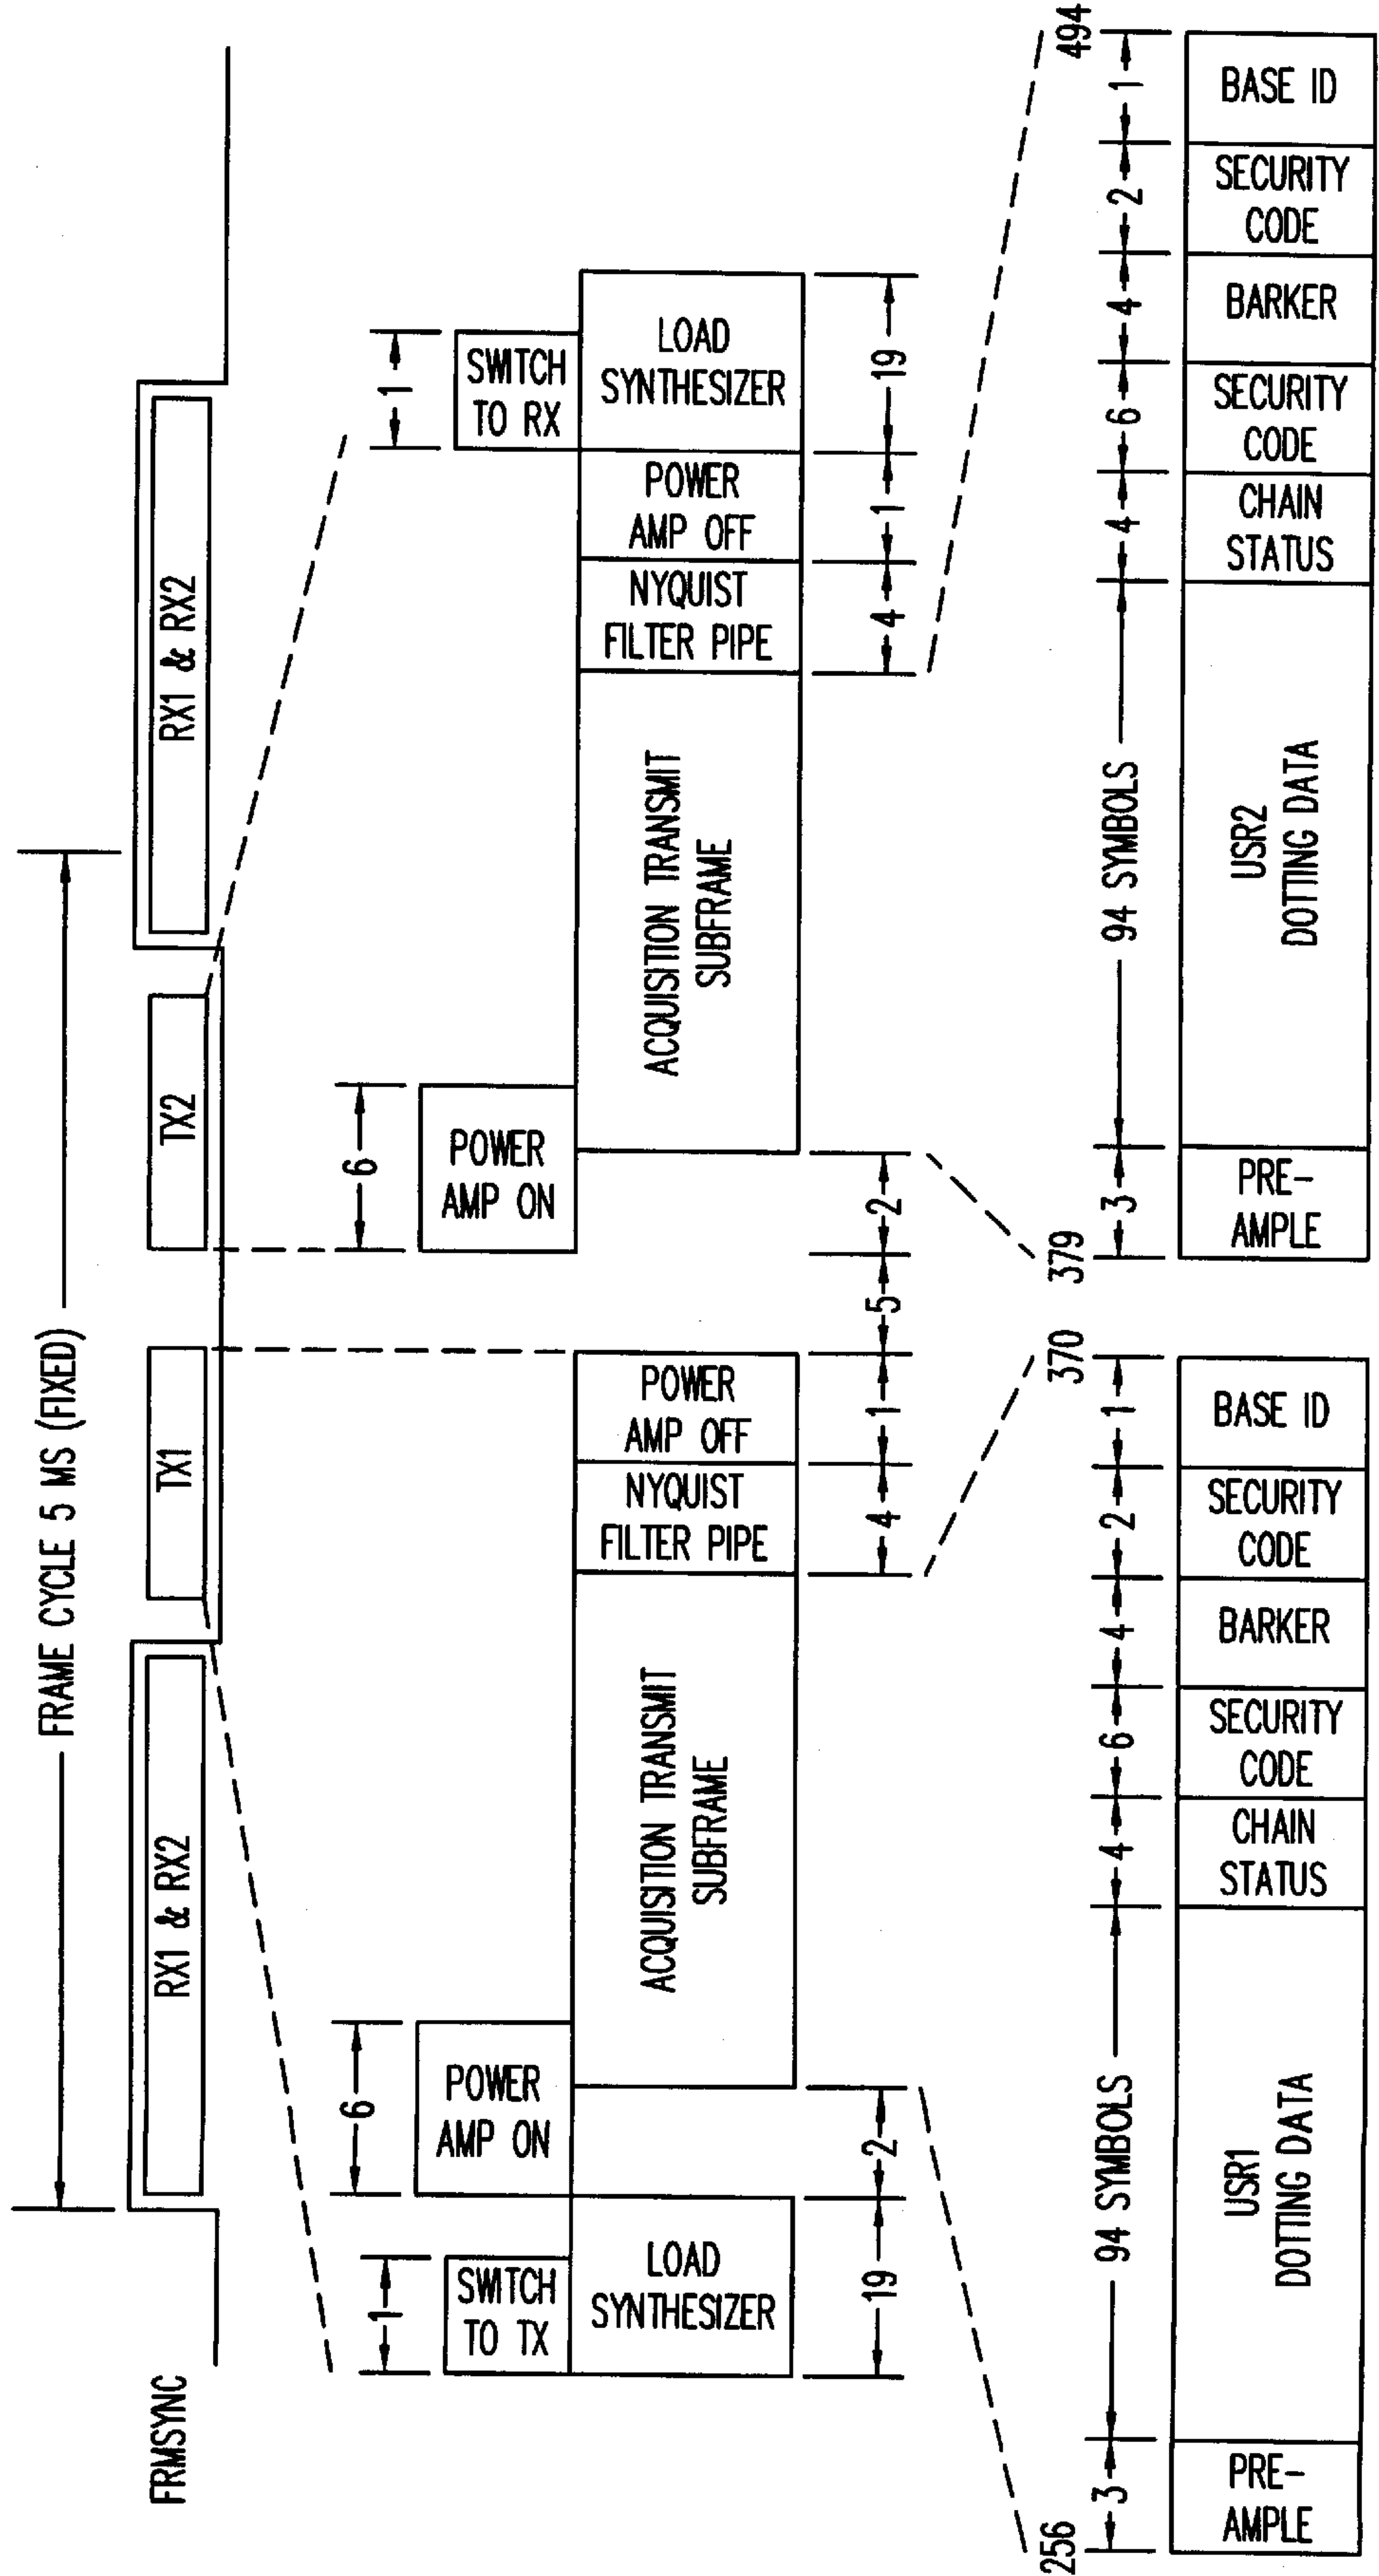 FRAME CYCLE 5 MS (FIXED)
FRMSYNC
RX1 & RX2
TX1
TX2
RX1 & RX2
1
6
6
1
SWITCH
TO TX
POWER
AMP ON
POWER
AMP ON
SWITCH
TO RX
LOAD
SYNTHESIZER
ACQUISITION TRANSMIT
SUBFRAME
NYQUIST
FILTER PIPE
POWER
AMP OFF
ACQUISITION TRANSMIT
SUBFRAME
NYQUIST
FILTER PIPE
POWER
AMP OFF
LOAD
SYNTHESIZER
19
2
4
1
5
2
4
1
19
256
370
379
494
3
94 SYMBOLS
4
6
4
2
1
3
94 SYMBOLS
4
6
4
2
1
PRE-
AMPLE
USR1
DOTTING DATA
CHAIN
STATUS
SECURITY
CODE
BARKER
SECURITY
CODE
BASE ID
PRE-
AMPLE
USR2
DOTTING DATA
CHAIN
STATUS
SECURITY
CODE
BARKER
SECURITY
CODE
BASE ID